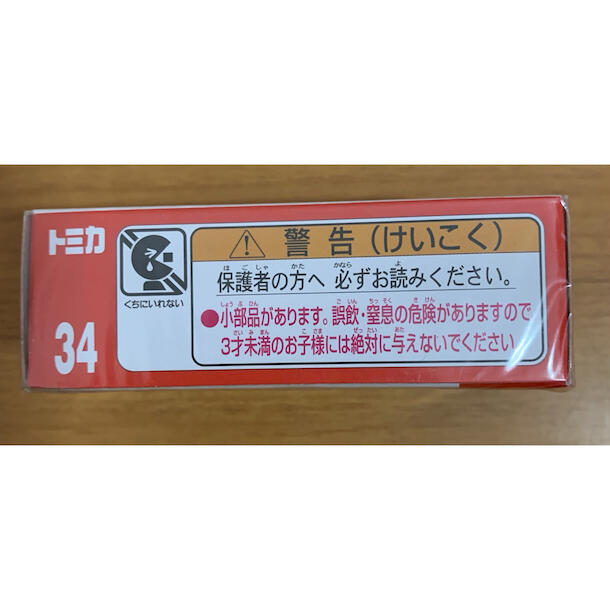 トミカ
34
くちにいれない
警告（けいこく）
保護者の方へ 必ずお読みください。
●小部品があります。誤飲・窒息の危険がありますので
3才未満のお子様には絶対に与えないでください